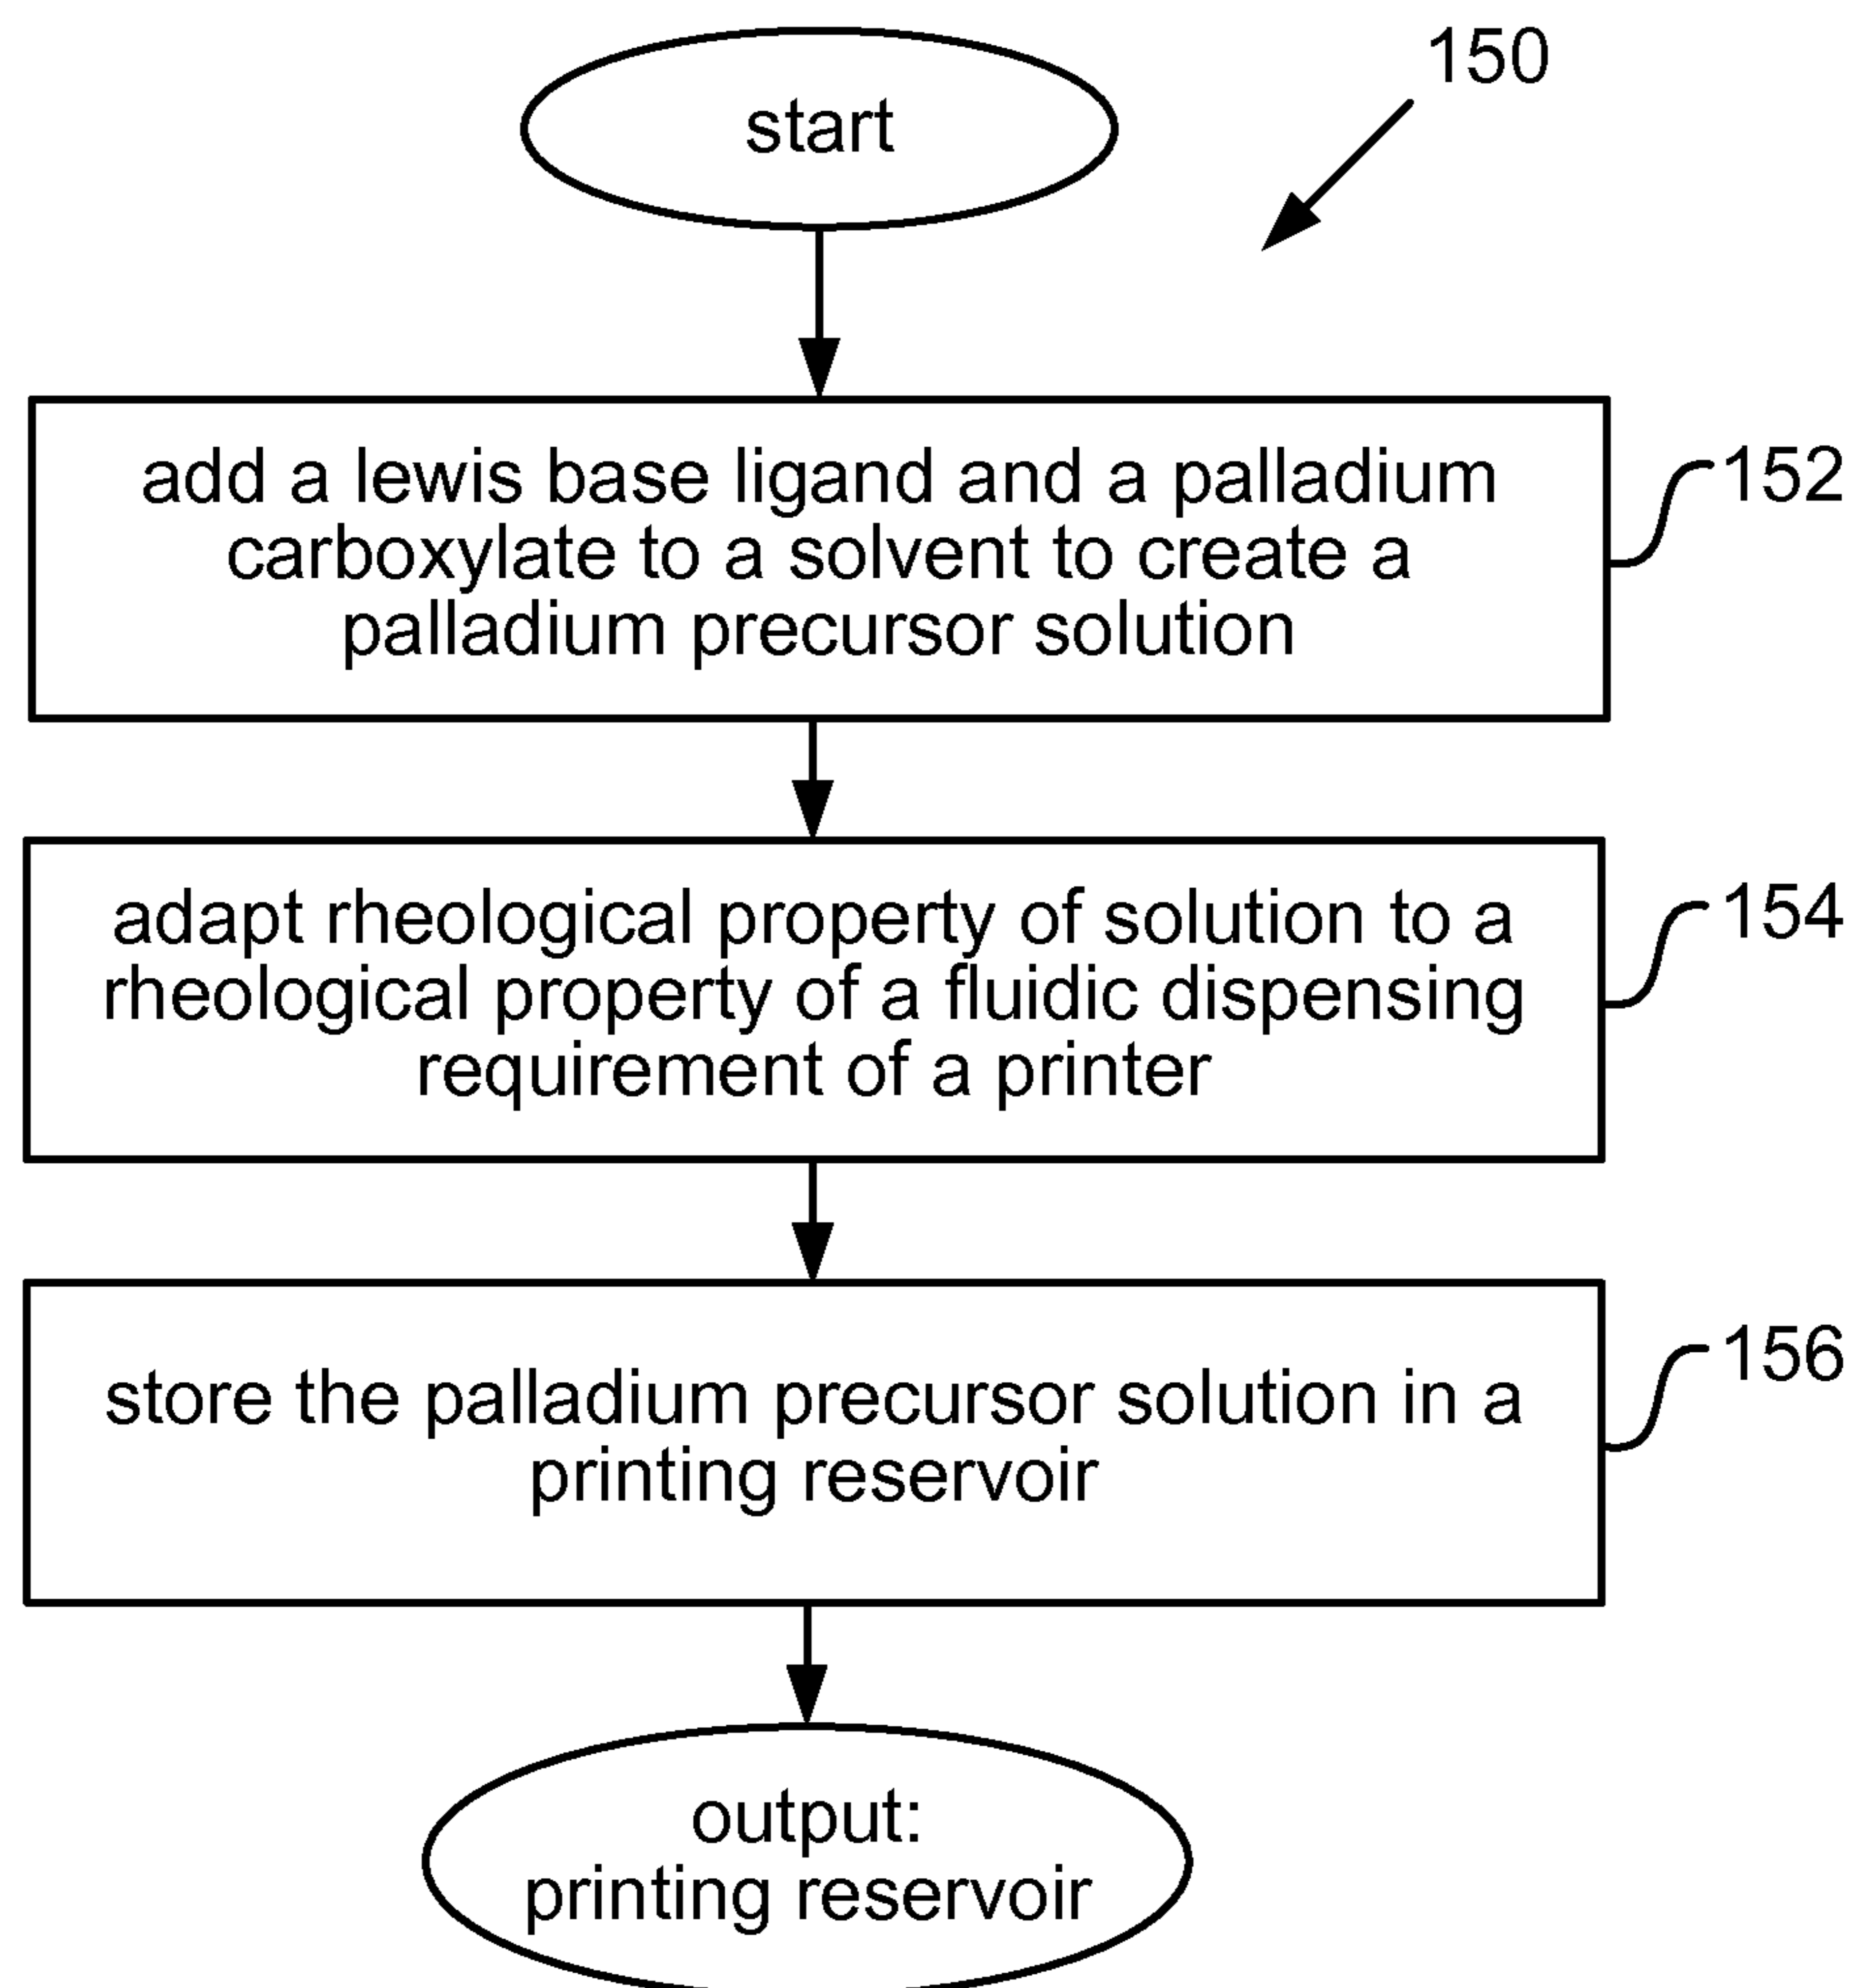 150
start
add a lewis base ligand and a palladium
carboxylate to a solvent to create a
palladium precursor solution
152
adapt rheological property of solution to a
rheological property of a fluidic dispensing
requirement of a printer
154
store the palladium precursor solution in a
printing reservoir
156
output:
printing reservoir